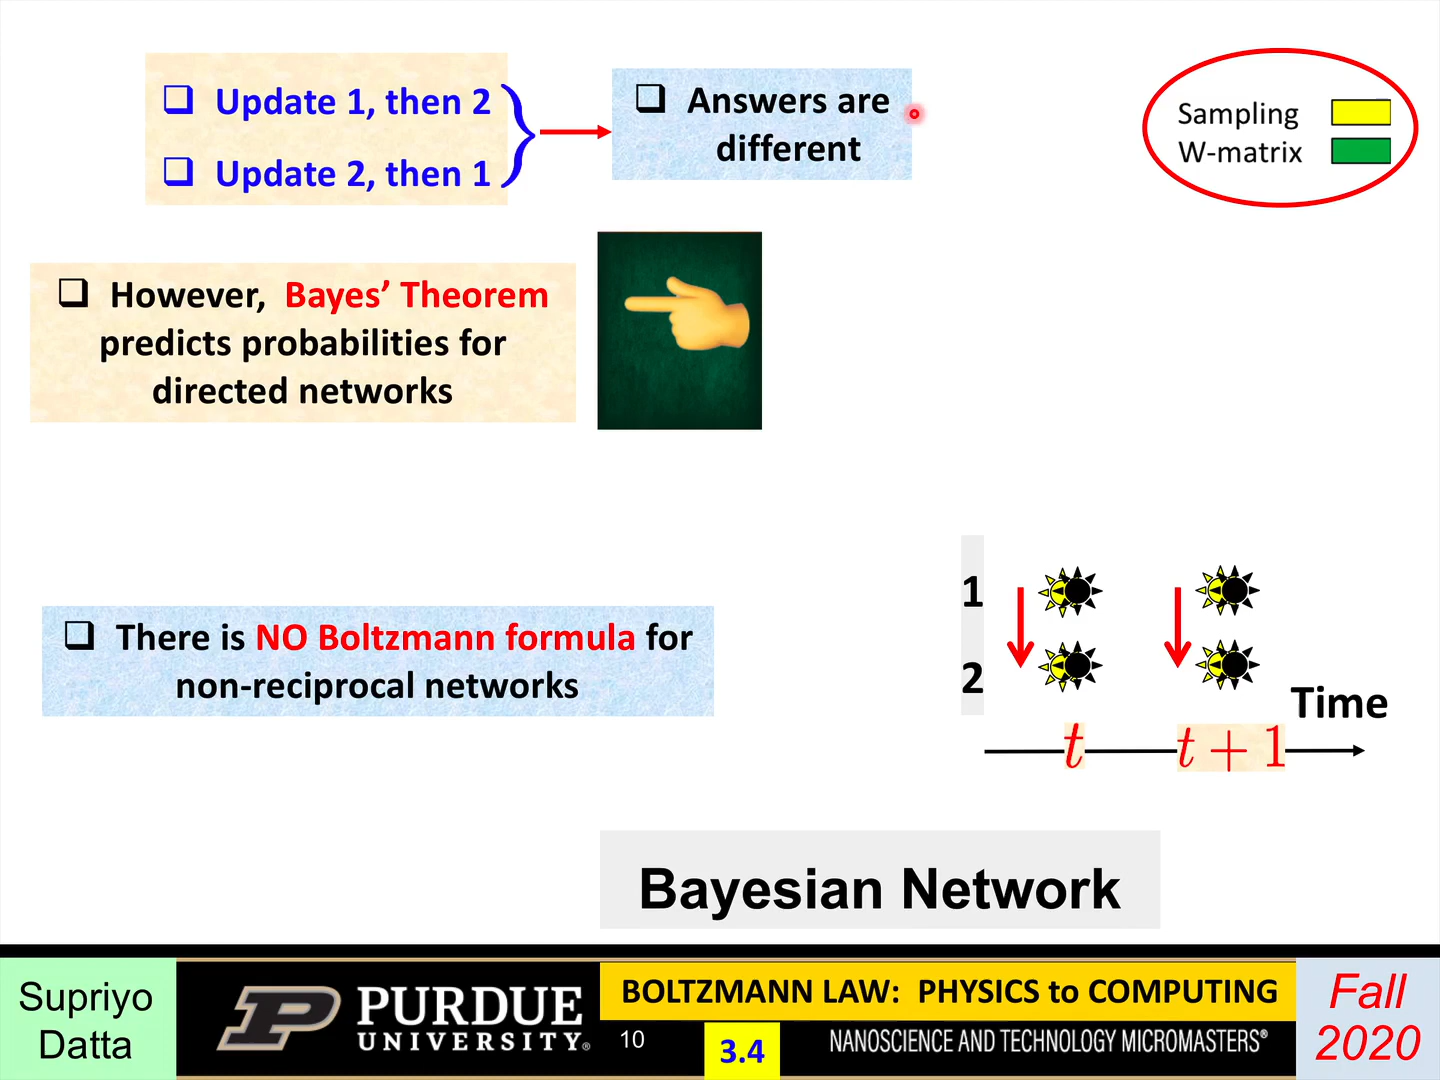 ❑ Update 1, then 2
❑ Update 2, then 1
❑ Answers are
different
Sampling
W-matrix
❑ However, Bayes’ Theorem
predicts probabilities for
directed networks
❑ There is NO Boltzmann formula for
non-reciprocal networks
1
2
Time
t
t + 1
Bayesian Network
Supriyo
Datta
PURDUE
UNIVERSITY®
10
BOLTZMANN LAW: PHYSICS to COMPUTING
3.4
NANOSCIENCE AND TECHNOLOGY MICROMASTERS®
Fall
2020